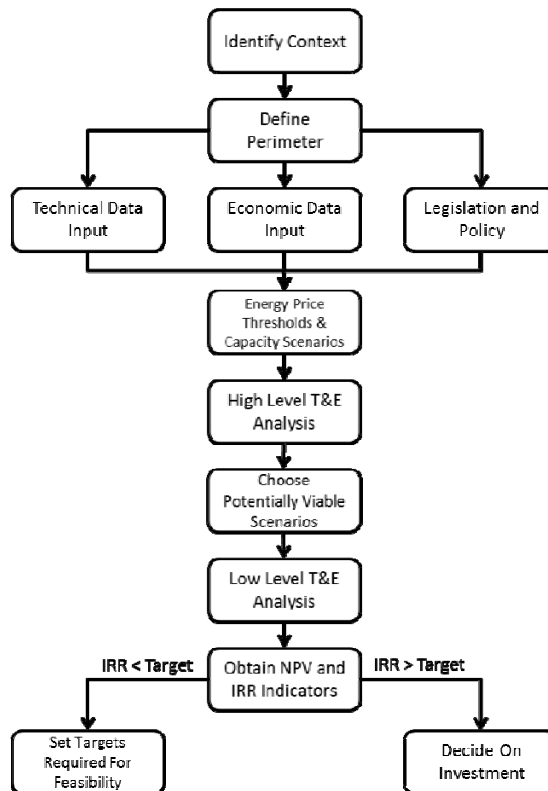 Identify Context
Define
Perimeter
Technical Data
Input
Economic Data
Input
Legislation and
Policy
Energy Price
Thresholds &
Capacity Scenarios
High Level T&E
Analysis
Choose
Potentially Viable
Scenarios
Low Level T&E
Analysis
IRR < Target
Obtain NPV and
IRR Indicators
IRR > Target
Set Targets
Required For
Feasibility
Decide On
Investment